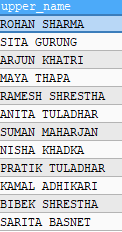 upper_name
ROHAN SHARMA
SITA GURUNG
ARJUN KHATRI
MAYA THAPA
RAMESH SHRESTHA
ANITA TULADHAR
SUMAN MAHARJAN
NISHA KHADKA
PRATIK TULADHAR
KAMAL ADHIKARI
BIBEK SHRESTHA
SARITA BASNET